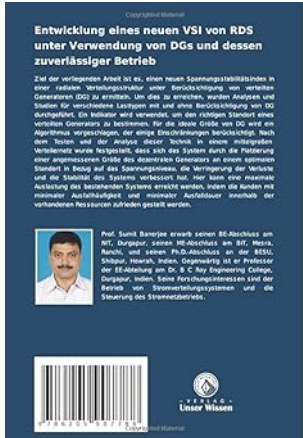 Entwicklung eines neuen VSI von RDS
unter Verwendung von DGs und dessen
zuverlässiger Betrieb
Ziel der vorliegenden Arbeit ist es, einen neuen Spannungsstabilitätsindex in
einer radialen Verteilungsstruktur unter Berücksichtigung von verteilten
Generatoren (DG) zu ermitteln. Um dies zu erreichen, wurden Analysen und
Studien für verschiedene Lasttypen mit und ohne Berücksichtigung von DG
durchgeführt. Ein Indikator wird verwendet, um den richtigen Standort eines
verteilten Generators zu bestimmen. Für die ideale Größe von DG wird ein
Algorithmus vorgeschlagen, der einige Einschränkungen berücksichtigt. Nach
dem Testen und der Analyse dieser Technik in einem mittelgroßen
Verteilernetz wurde festgestellt, dass sich das System durch die Platzierung
einer angemessenen Größe des dezentralen Generators an einem optimalen
Standort in Bezug auf das Spannungsniveau, die Verringerung der Verluste
und die Stabilität des Systems verbessert hat. Hier kann eine maximale
Auslastung des bestehenden Systems erreicht werden, indem die Kunden mit
minimaler Ausfallhäufigkeit und minimaler Ausfalldauer innerhalb der
vorhandenen Ressourcen zufrieden gestellt werden.
Prof. Sumit Banerjee erwarb seinen BE-Abschluss am
NIT, Durgapur, seinen ME-Abschluss am BIT, Mesra,
Ranchi, und seinen Ph.D.-Abschluss an der BESU,
Shibpur, Howrah, Indien. Gegenwärtig ist er Professor
der EE-Abteilung am Dr. B C Roy Engineering College,
Durgapur, Indien. Seine Forschungsinteressen sind der
Betrieb von Stromverteilungssystemen und die
Steuerung des Stromnetzbetriebs.
VERLAG
Unser Wissen